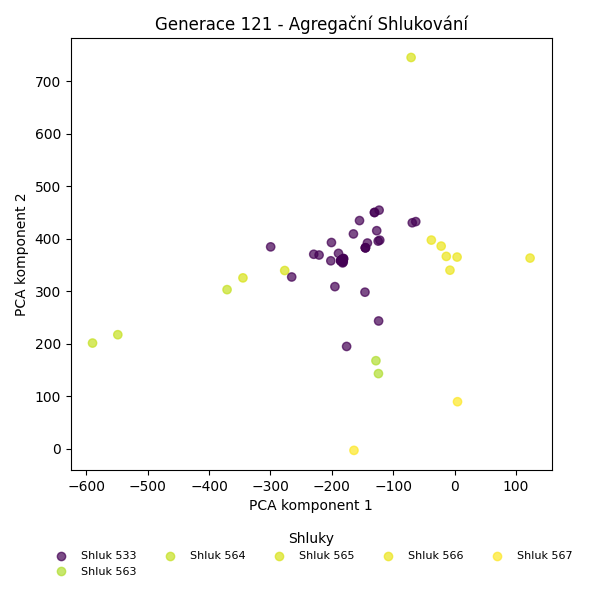 Generace 121 - Agregační Shlukování
PCA komponent 2
700
600
500
400
300
200
100
0
−600 −500 −400 −300 −200 −100 0 100
PCA komponent 1
Shluky
Shluk 533 Shluk 564 Shluk 565 Shluk 566 Shluk 567
Shluk 563